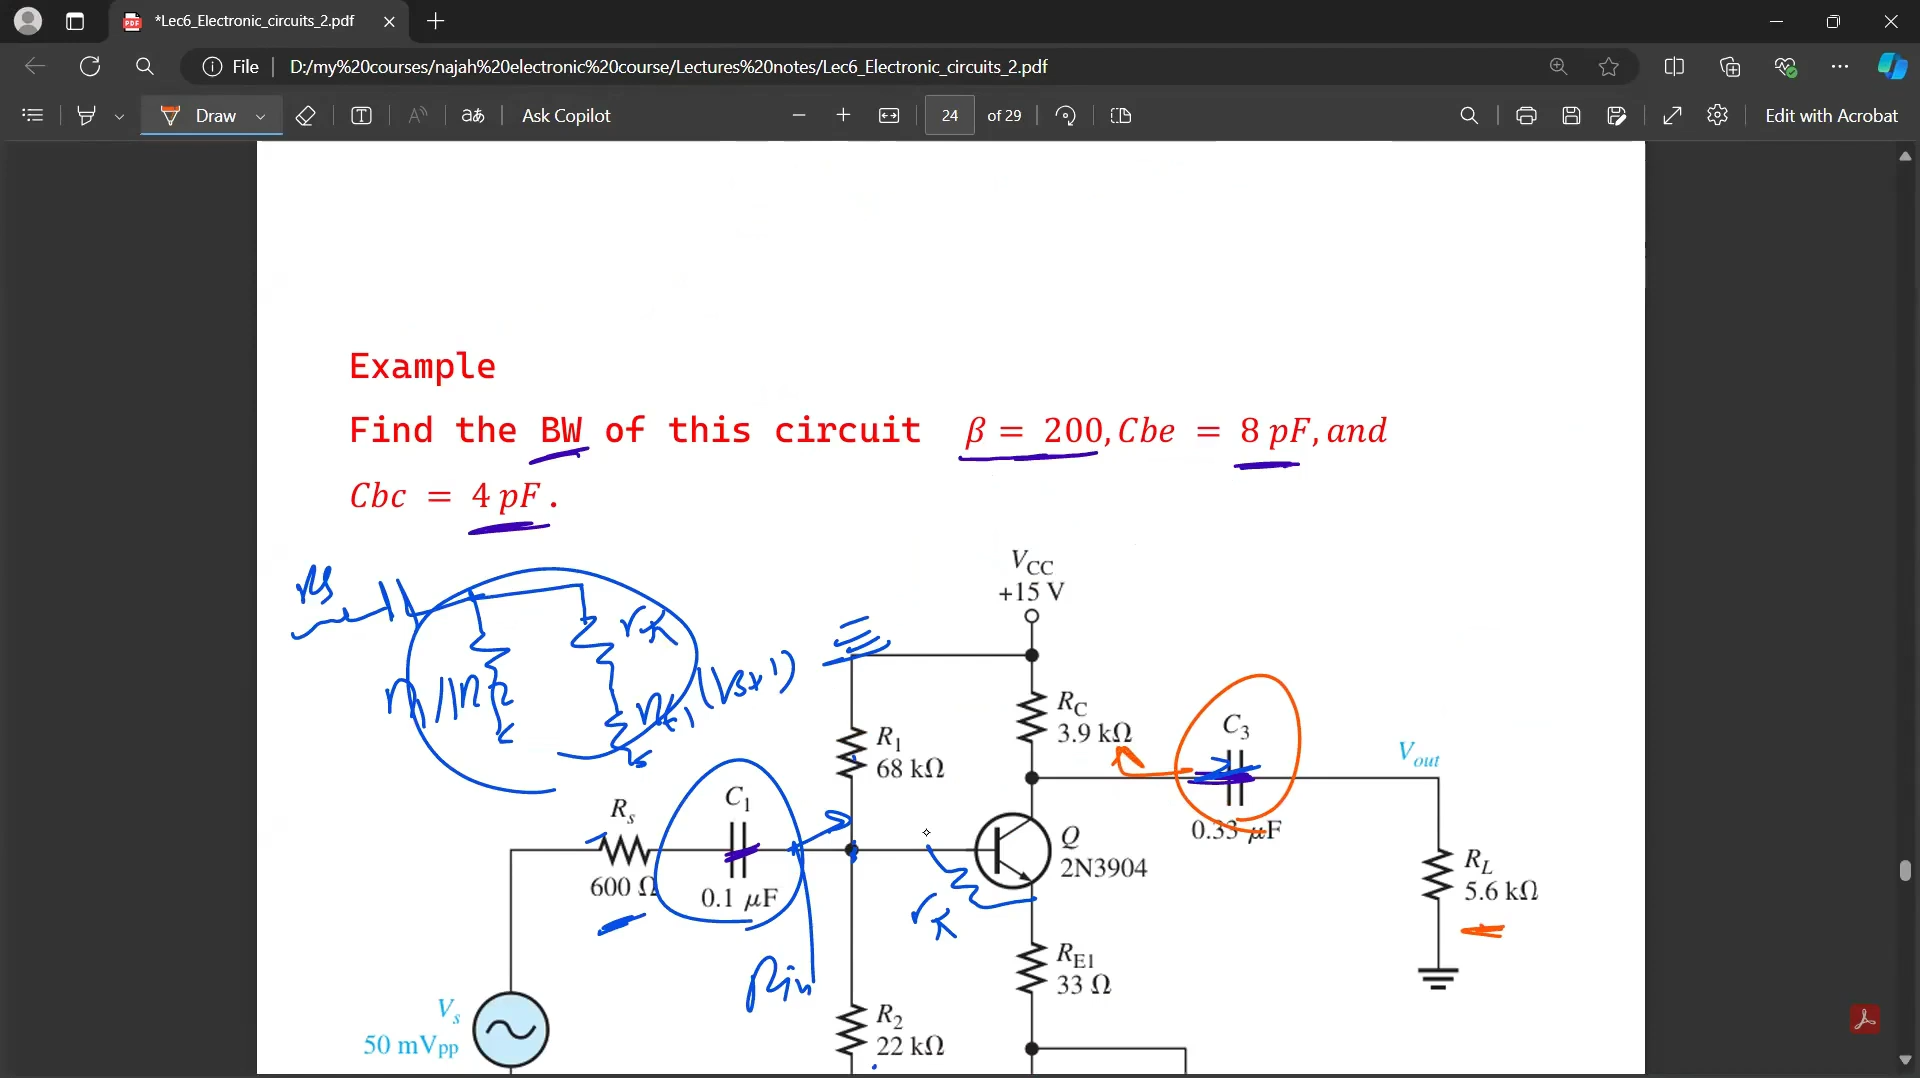 *Lec6_Electronic_circuits_2.pdf
File
D:/my%20courses/najah%20electronic%20course/Lectures%20notes/Lec6_Electronic_circuits_2.pdf
Draw
aあ
Ask Copilot
24 of 29
Edit with Acrobat
Example
Find the BW of this circuit β = 200, Cbe = 8 pF, and
Cbc = 4 pF.
VCC
+15 V
RC
3.9 kΩ
C3
0.33 μF
Vout
R1
68 kΩ
Rs
600 Ω
C1
0.1 μF
Q
2N3904
RL
5.6 kΩ
RE1
33 Ω
Rin
Vs
50 mVpp
R2
22 kΩ